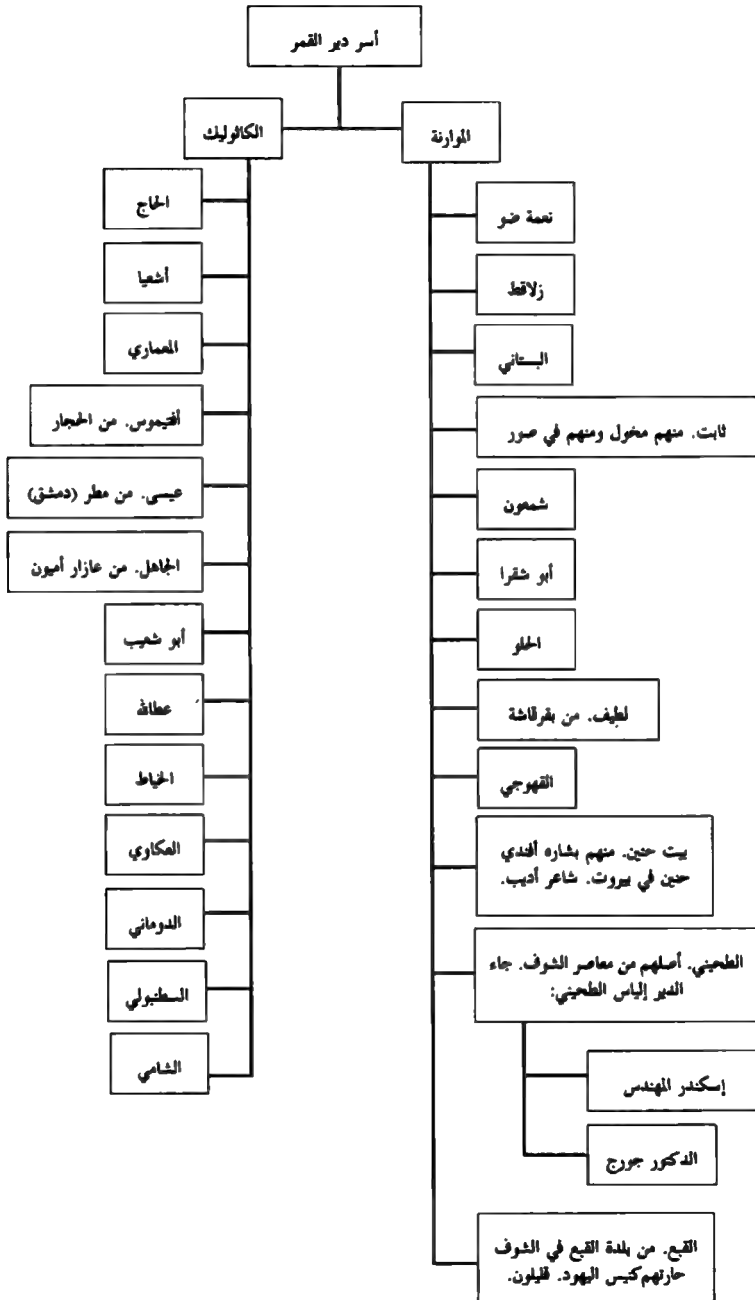 أسر دير القمر
الموارنة
نعمة ضو
زلاقط
البستاني
ثابت. منهم مخول ومنهم في صور
شمعون
أبو شقرا
الحلو
لطيف. من بقرقاشة
القهوجي
بيت حنين. منهم بشاره أفندي
حنين في بيروت. شاعر أديب.
الطحيني. أصلهم من معاصر الشوف. جاء
الدير إلياس الطحيني:
إسكندر المهندس
الدكتور جورج
القبع. من بلدة القبع في الشوف
حارتهم كنيس اليهود. قليلون.
الكاثوليك
الحاج
أشعيا
المعماري
أفتيموس. من الحجار
عيسى. من مطر (دمشق)
الجاهل. من عازار أميون
أبو شعيب
عطالله
الخياط
العكاوي
الدوماني
السطنبولي
الشامي